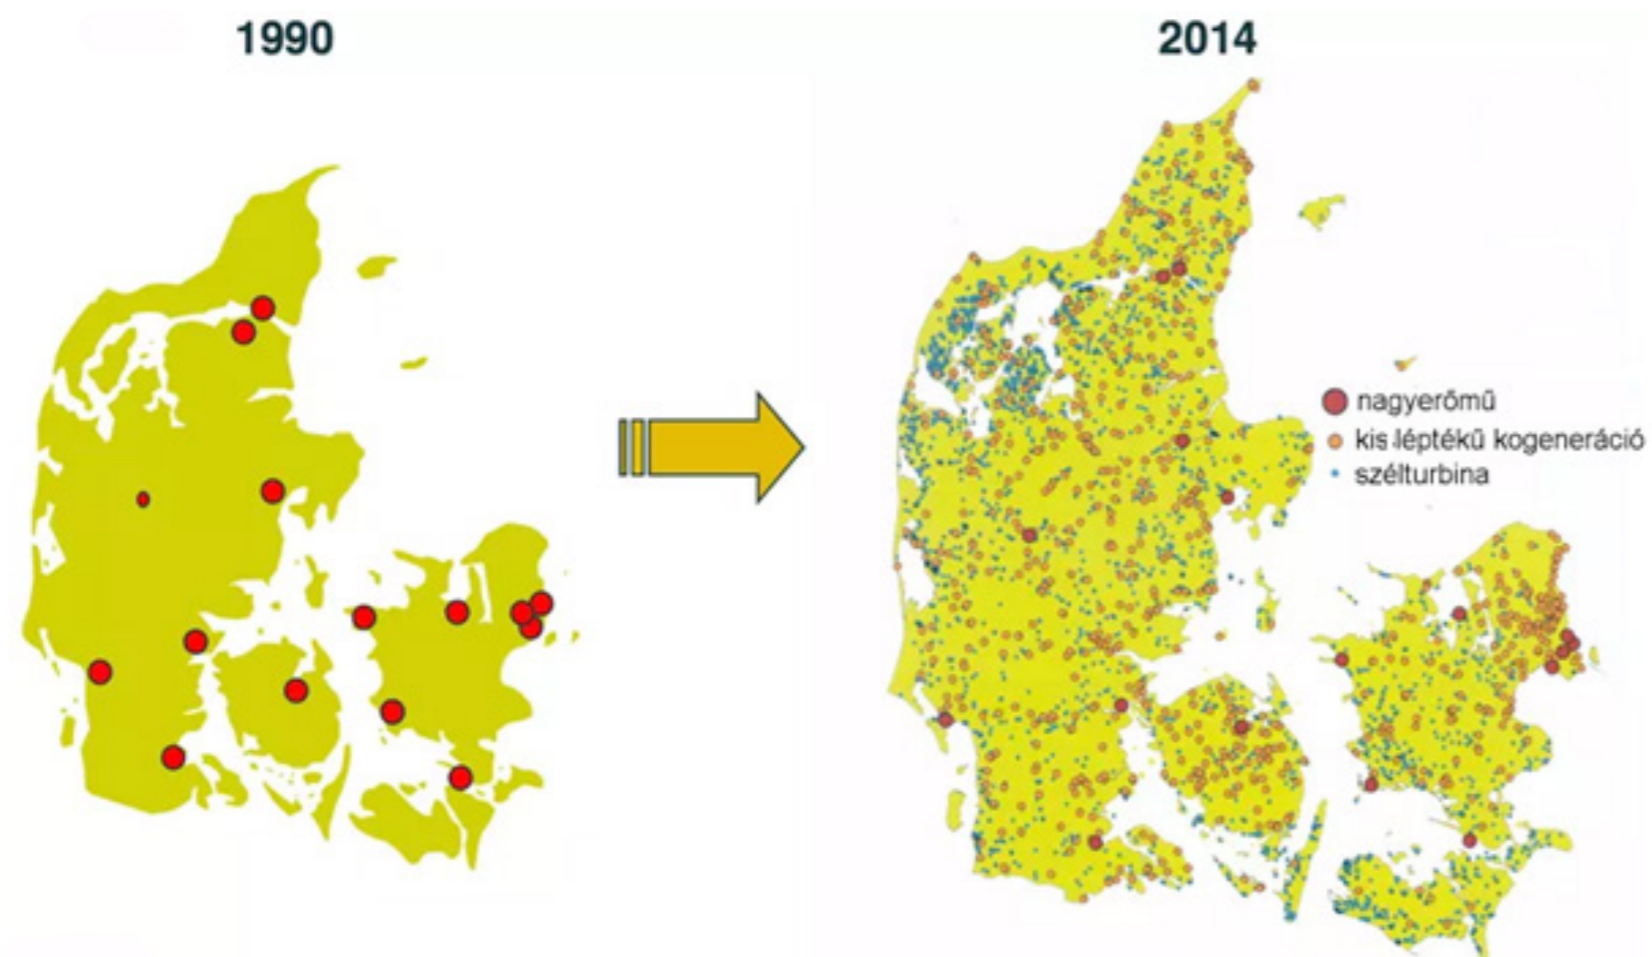 1990
2014
nagyerőmű
kis léptékű kogeneráció
szélturbina